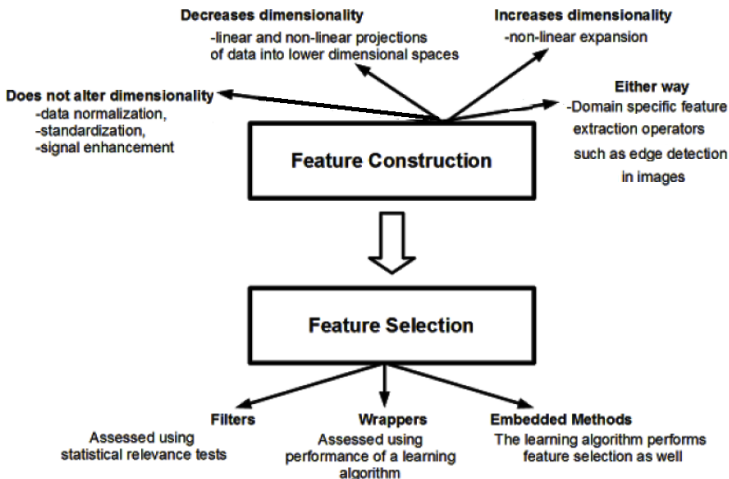 Decreases dimensionality
-linear and non-linear projections
of data into lower dimensional spaces
Increases dimensionality
-non-linear expansion
Does not alter dimensionality
-data normalization,
-standardization,
-signal enhancement
Either way
-Domain specific feature
extraction operators
such as edge detection
in images
Feature Construction
Feature Selection
Filters
Assessed using
statistical relevance tests
Wrappers
Assessed using
performance of a learning
algorithm
Embedded Methods
The learning algorithm performs
feature selection as well